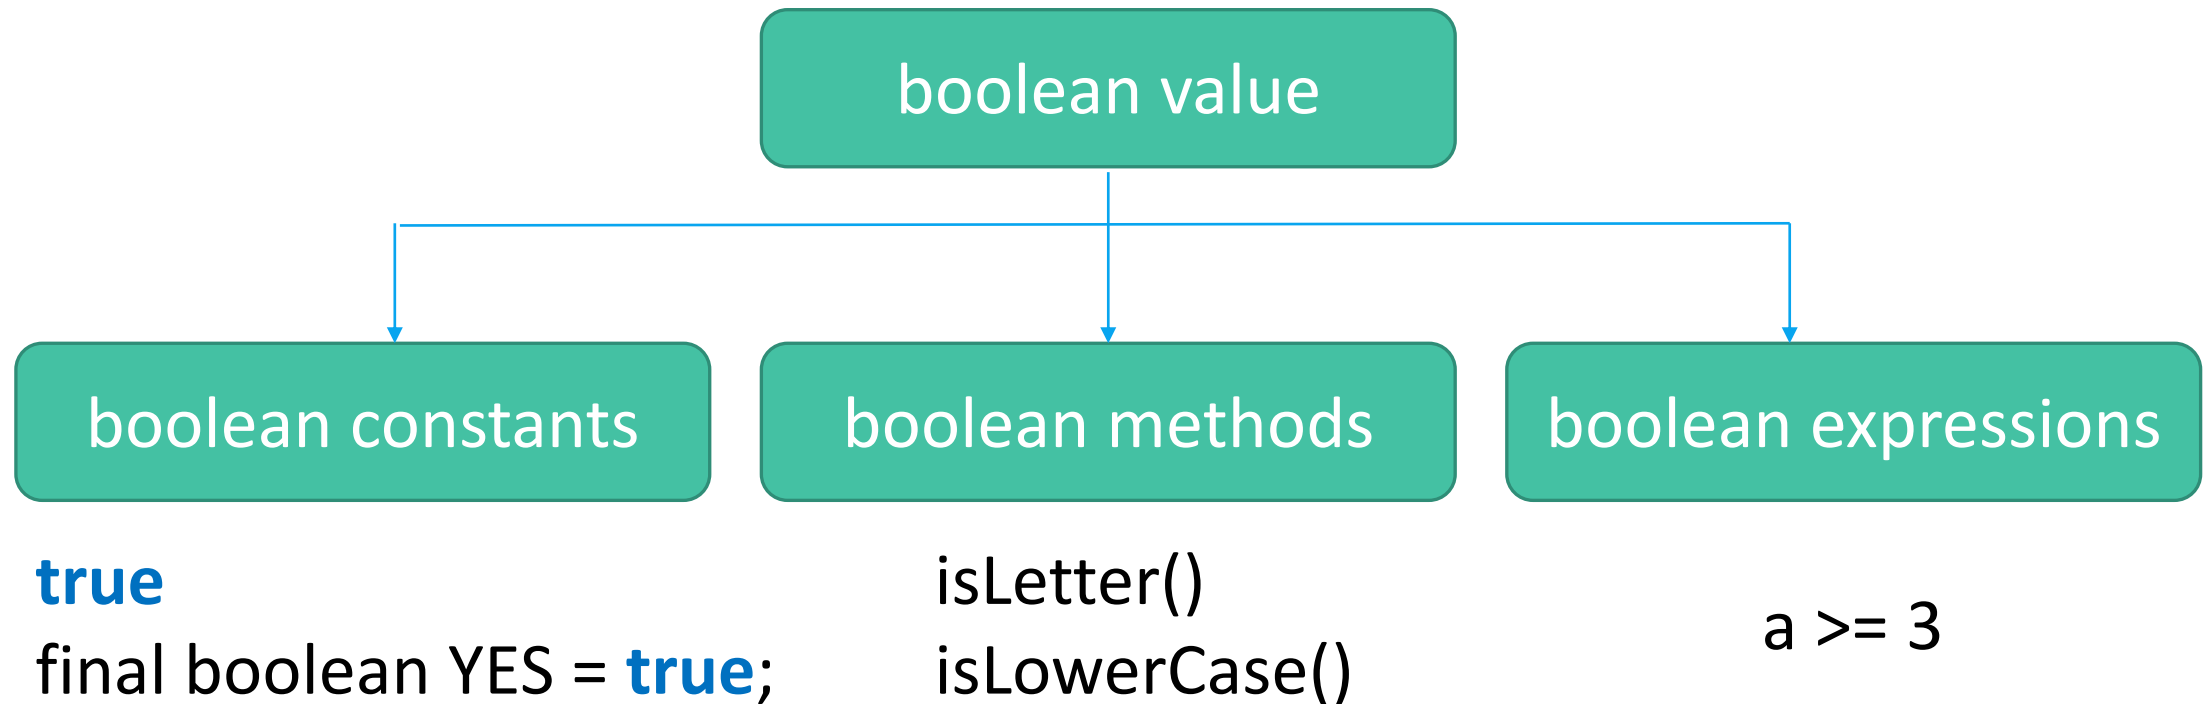 boolean value
boolean constants
boolean methods
boolean expressions
true
final boolean YES = true;
isLetter()
isLowerCase()
a >= 3